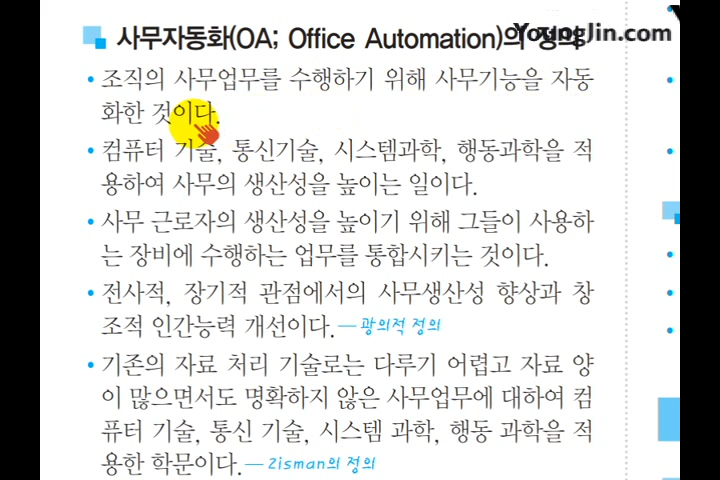 YoungJin.com
사무자동화(OA; Office Automation)의 정의
• 조직의 사무업무를 수행하기 위해 사무기능을 자동
화한 것이다.
• 컴퓨터 기술, 통신기술, 시스템과학, 행동과학을 적
용하여 사무의 생산성을 높이는 일이다.
• 사무 근로자의 생산성을 높이기 위해 그들이 사용하
는 장비에 수행하는 업무를 통합시키는 것이다.
• 전사적, 장기적 관점에서의 사무생산성 향상과 창
조적 인간능력 개선이다. — 광의적 정의
• 기존의 자료 처리 기술로는 다루기 어렵고 자료 양
이 많으면서도 명확하지 않은 사무업무에 대하여 컴
퓨터 기술, 통신 기술, 시스템 과학, 행동 과학을 적
용한 학문이다. — Zisman의 정의